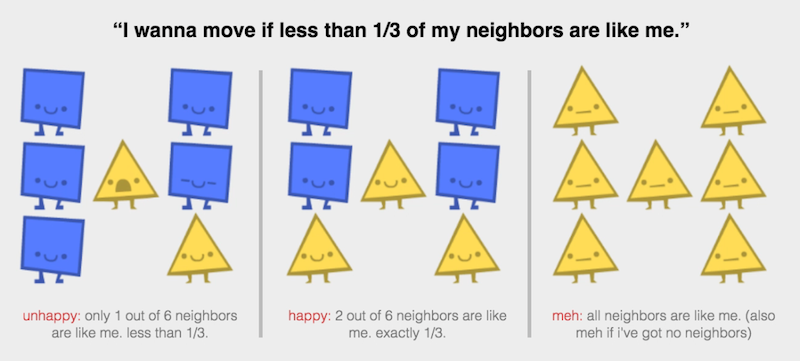 “I wanna move if less than 1/3 of my neighbors are like me.”
unhappy: only 1 out of 6 neighbors
are like me. less than 1/3.
happy: 2 out of 6 neighbors are like
me. exactly 1/3.
meh: all neighbors are like me. (also
meh if i've got no neighbors)